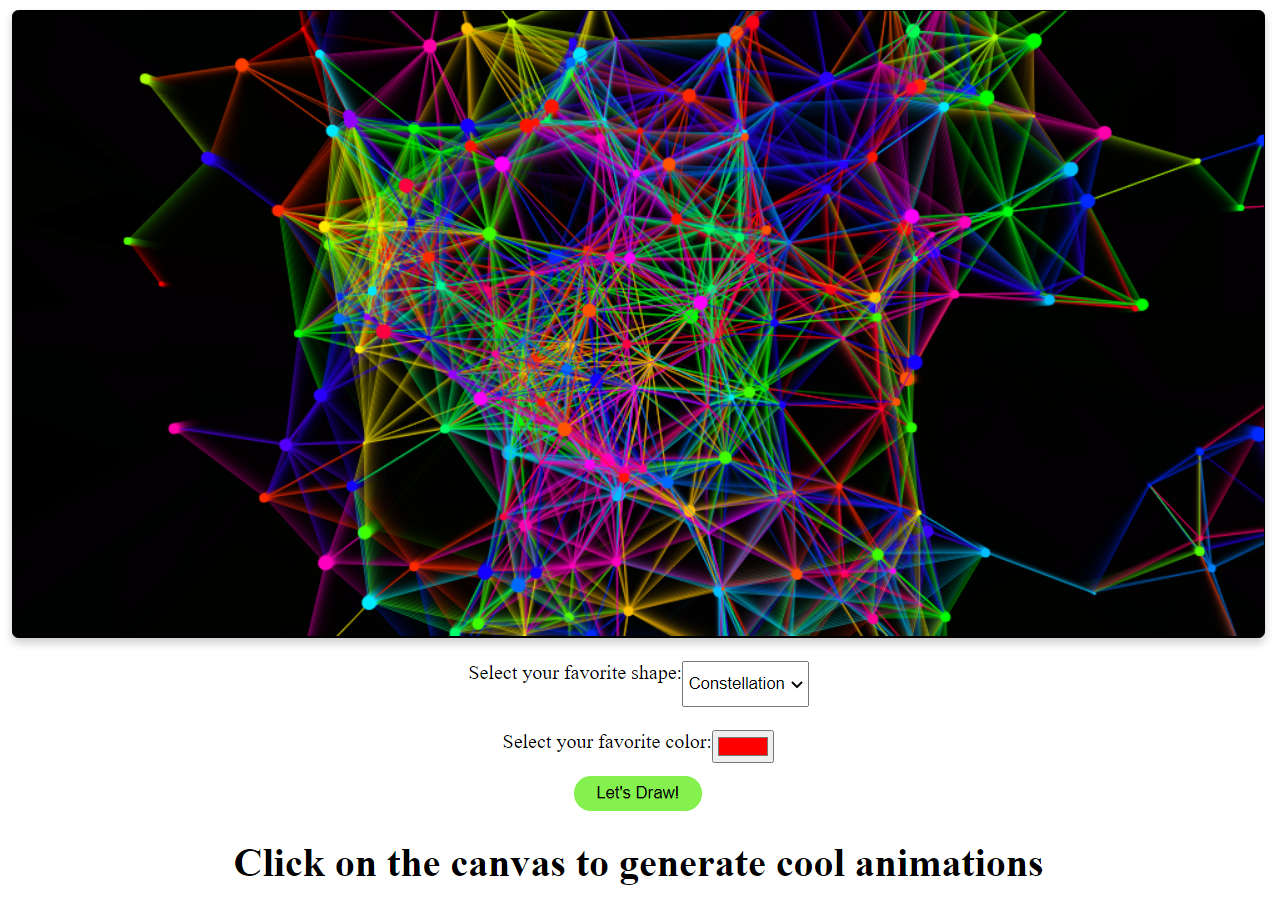 Select your favorite shape: Constellation
Select your favorite color:
Let's Draw!
Click on the canvas to generate cool animations